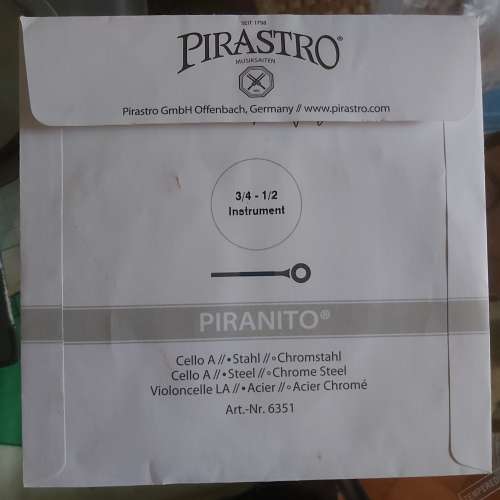 SEIT 1798
PIRASTRO®
MUSIKSAITEN
Pirastro GmbH Offenbach, Germany // www.pirastro.com
3/4 - 1/2
Instrument
PIRANITO®
Cello A // •Stahl // ∘Chromstahl
Cello A // •Steel // ∘Chrome Steel
Violoncelle LA // •Acier // ∘Acier Chromé
Art.-Nr. 6351